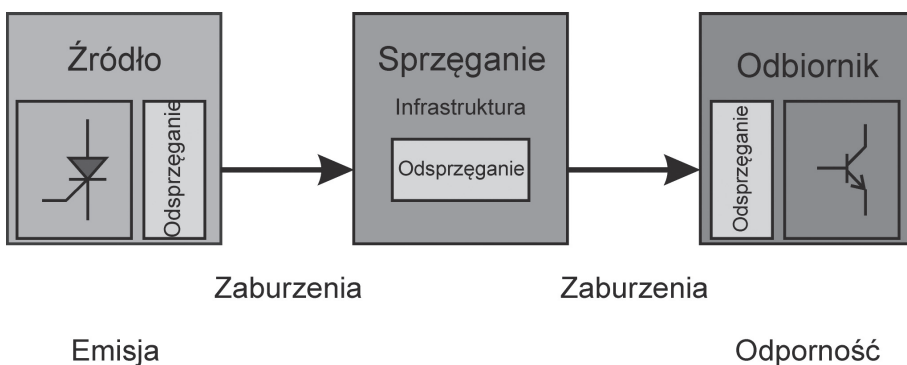 Źródło
Odsprzęganie
Sprzęganie
Infrastruktura
Odsprzęganie
Odbiornik
Odsprzęganie
Zaburzenia
Zaburzenia
Emisja
Odporność